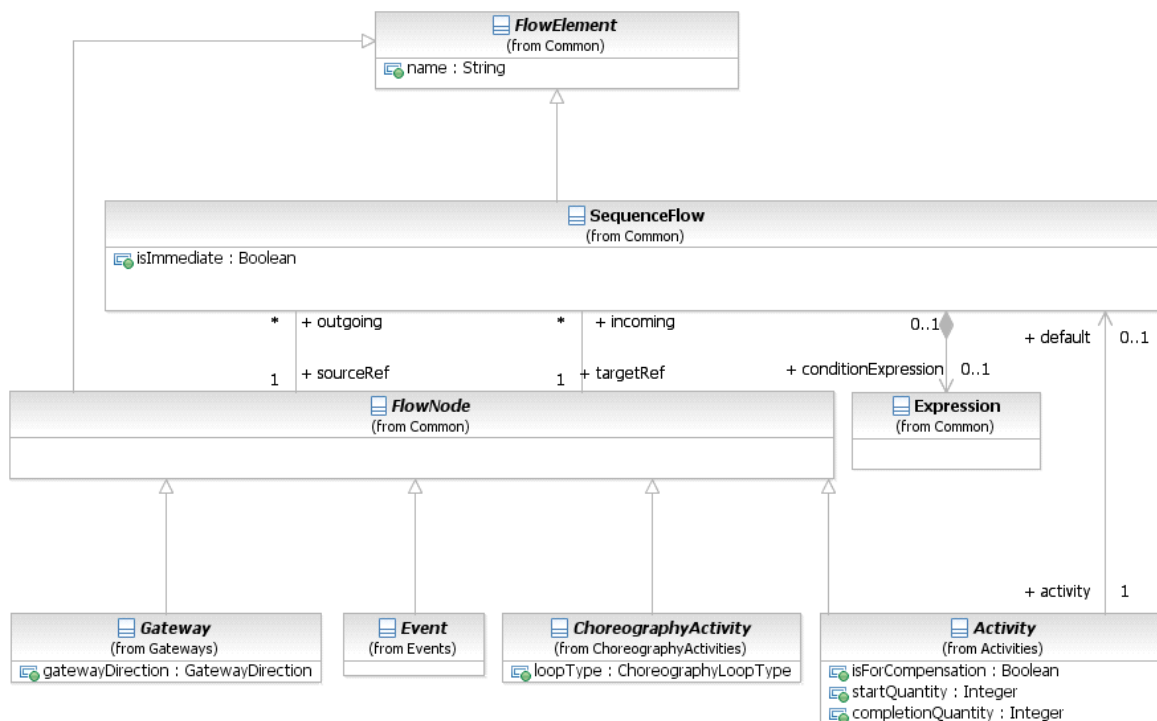 FlowElement
(from Common)
name : String
SequenceFlow
(from Common)
isImmediate : Boolean
* + outgoing * + incoming 0..1 + default 0..1
1 + sourceRef 1 + targetRef + conditionExpression 0..1
FlowNode
(from Common)
Expression
(from Common)
+ activity 1
Gateway
(from Gateways)
gatewayDirection : GatewayDirection
Event
(from Events)
ChoreographyActivity
(from ChoreographyActivities)
loopType : ChoreographyLoopType
Activity
(from Activities)
isForCompensation : Boolean
startQuantity : Integer
completionQuantity : Integer